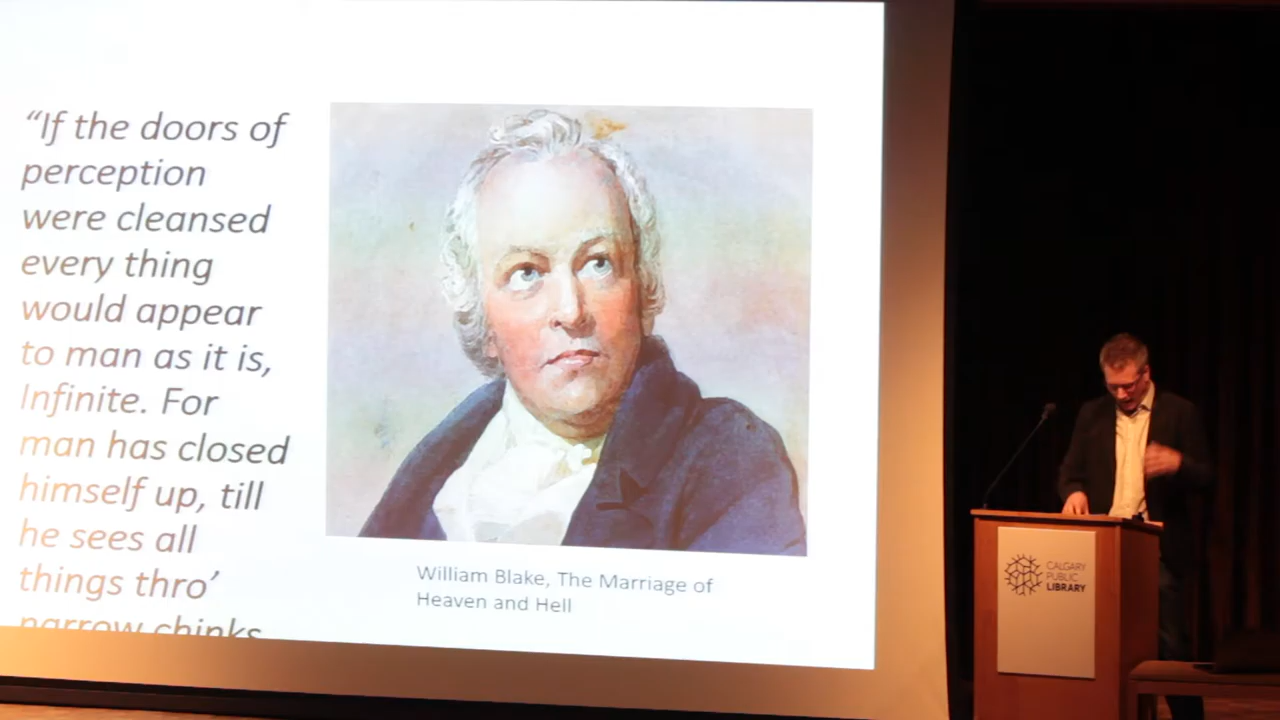 “If the doors of
perception
were cleansed
every thing
would appear
to man as it is,
Infinite. For
man has closed
himself up, till
he sees all
things thro’
narrow chinks
William Blake, The Marriage of
Heaven and Hell
CALGARY
PUBLIC
LIBRARY